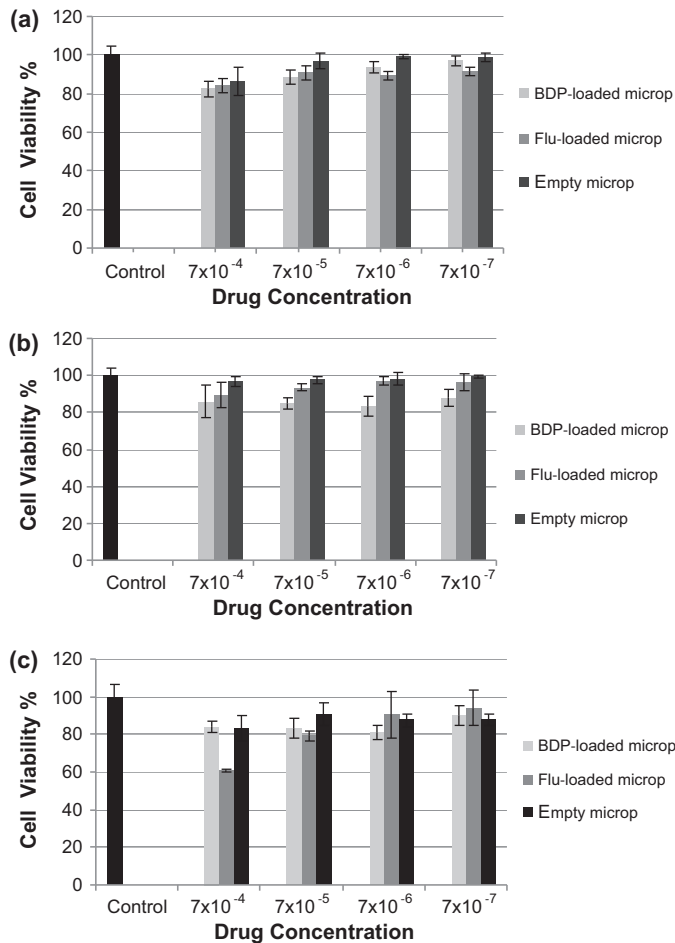 (a)
120
100
80
60
40
20
0
Cell Viability %
Control 7x10⁻⁴ 7x10⁻⁵ 7x10⁻⁶ 7x10⁻⁷
Drug Concentration
BDP-loaded microp
Flu-loaded microp
Empty microp
(b)
120
100
80
60
40
20
0
Cell Viability %
Control 7x10⁻⁴ 7x10⁻⁵ 7x10⁻⁶ 7x10⁻⁷
Drug Concentration
BDP-loaded microp
Flu-loaded microp
Empty microp
(c)
120
100
80
60
40
20
0
Cell Viability %
Control 7x10⁻⁴ 7x10⁻⁵ 7x10⁻⁶ 7x10⁻⁷
Drug Concentration
BDP-loaded microp
Flu-loaded microp
Empty microp